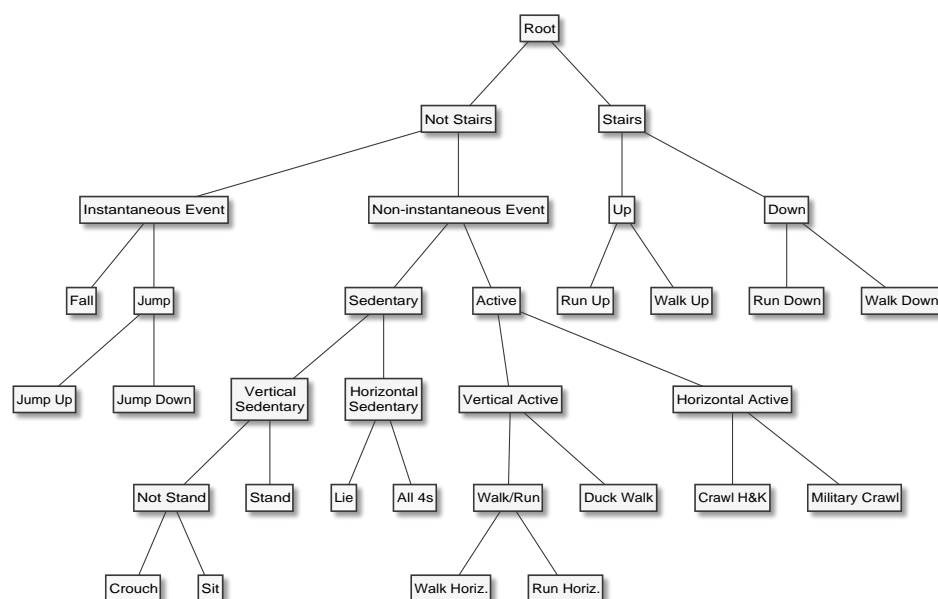 Root
Not Stairs
Stairs
Instantaneous Event
Non-instantaneous Event
Up
Down
Fall
Jump
Sedentary
Active
Run Up
Walk Up
Run Down
Walk Down
Jump Up
Jump Down
Vertical
Sedentary
Horizontal
Sedentary
Vertical Active
Horizontal Active
Not Stand
Stand
Lie
All 4s
Walk/Run
Duck Walk
Crawl H&K
Military Crawl
Crouch
Sit
Walk Horiz.
Run Horiz.